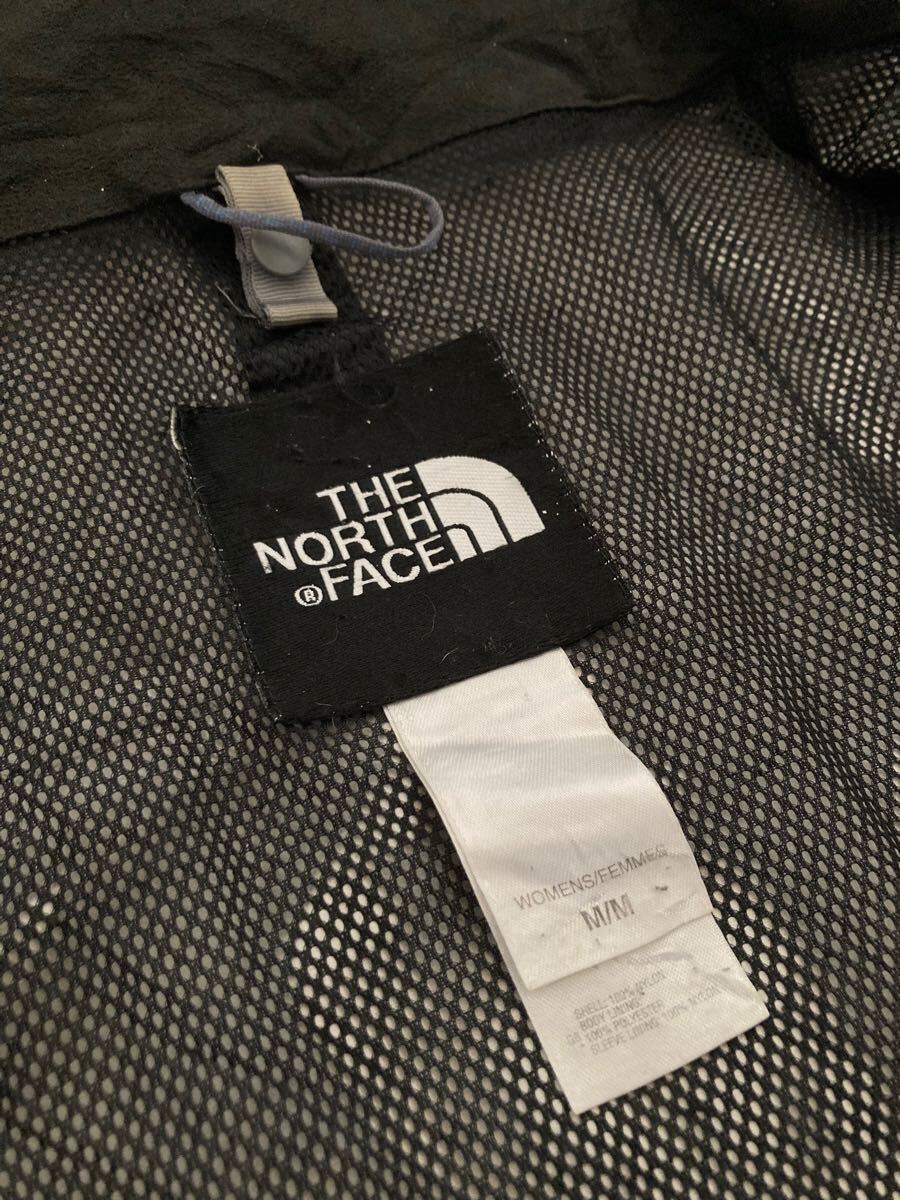 THE
NORTH
®FACE
WOMENS/FEMMES
M/M
SHELL- 100% NYLON
BODY LINING-
100% POLYESTER
SLEEVE LINING- 100% NYLON